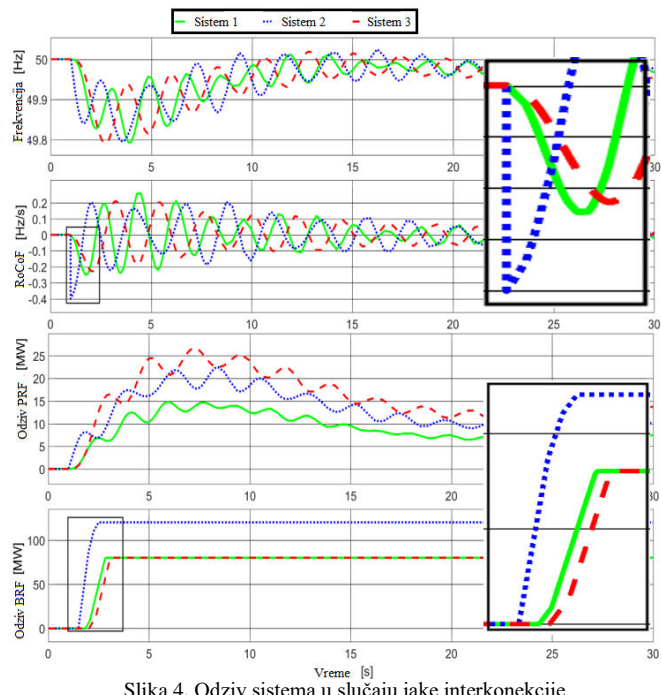 Sistem 1 Sistem 2 Sistem 3
Frekvencija [Hz]
50
49.9
49.8
0 5 10 15 20 25 30
RoCoF [Hz/s]
0.2
0.1
0
-0.1
-0.2
-0.3
-0.4
0 5 10 15 20 25 30
Odziv PRF [MW]
25
20
15
10
5
0
0 5 10 15 20 25 30
Odziv BRF [MW]
100
50
0
0 5 10 15 20 25 30
Vreme [s]
Slika 4. Odziv sistema u slučaju jake interkonekcije